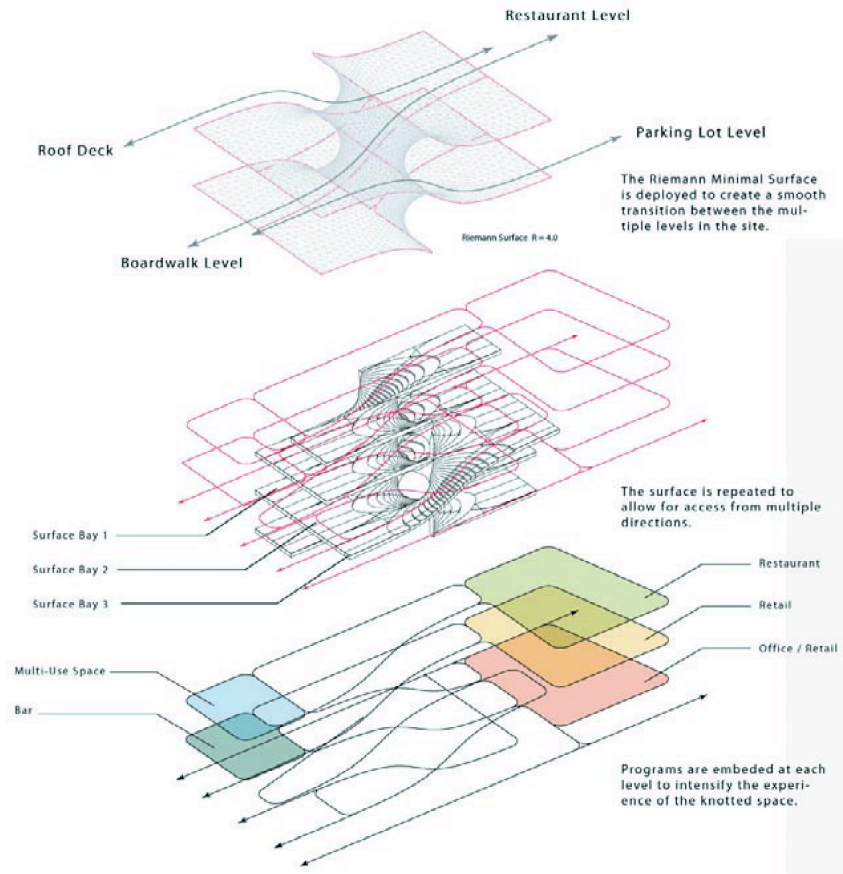 Restaurant Level
Roof Deck
Parking Lot Level
The Riemann Minimal Surface
is deployed to create a smooth
transition between the mul-
tiple levels in the site.
Riemann Surface R = 4.0
Boardwalk Level
The surface is repeated to
allow for access from multiple
directions.
Surface Bay 1
Surface Bay 2
Surface Bay 3
Restaurant
Retail
Office / Retail
Multi-Use Space
Bar
Programs are embeded at each
level to intensify the experi-
ence of the knotted space.